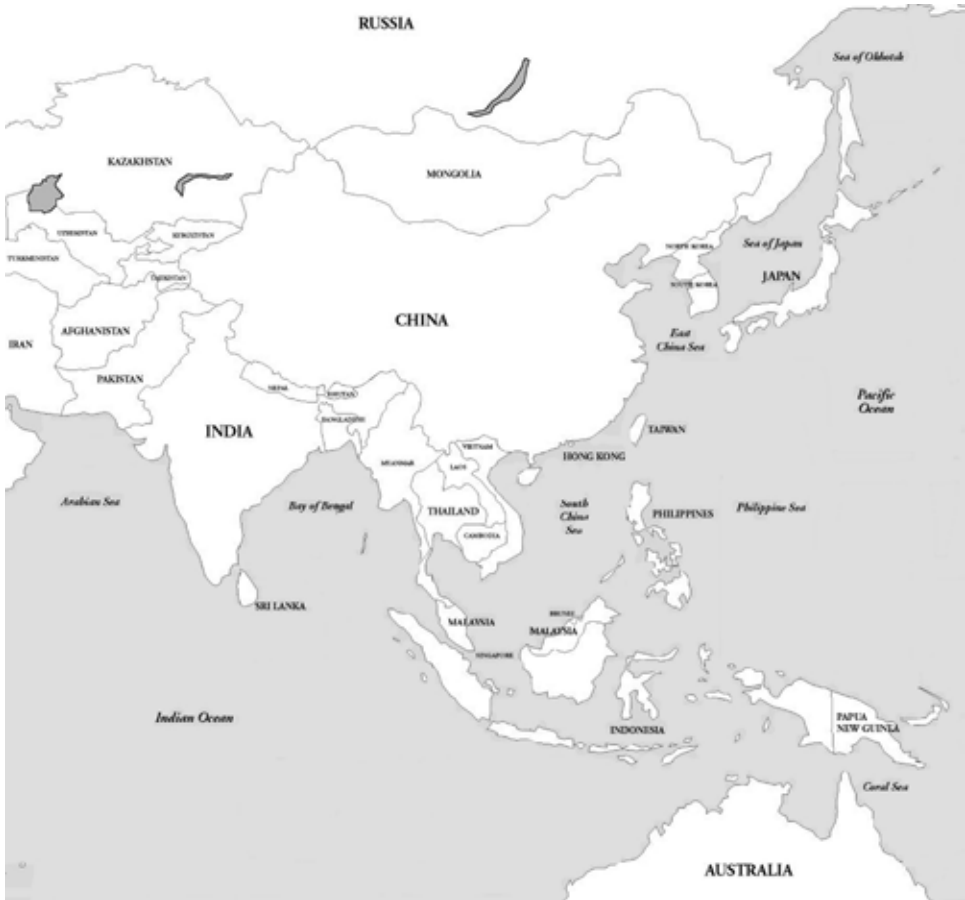 RUSSIA
Sea of Okhotsk
KAZAKHSTAN
MONGOLIA
UZBEKISTAN
KYRGYZSTAN
NORTH KOREA
Sea of Japan
TURKMENISTAN
TAJIKISTAN
SOUTH KOREA
JAPAN
CHINA
AFGHANISTAN
IRAN
East
China Sea
PAKISTAN
NEPAL
BHUTAN
Pacific
Ocean
BANGLADESH
INDIA
TAIWAN
VIETNAM
HONG KONG
MYANMAR
LAOS
Arabian Sea
Bay of Bengal
THAILAND
South
China
Sea
PHILIPPINES
Philippine Sea
CAMBODIA
SRI LANKA
BRUNEI
MALAYSIA
MALAYSIA
SINGAPORE
Indian Ocean
INDONESIA
PAPUA
NEW GUINEA
Coral Sea
AUSTRALIA